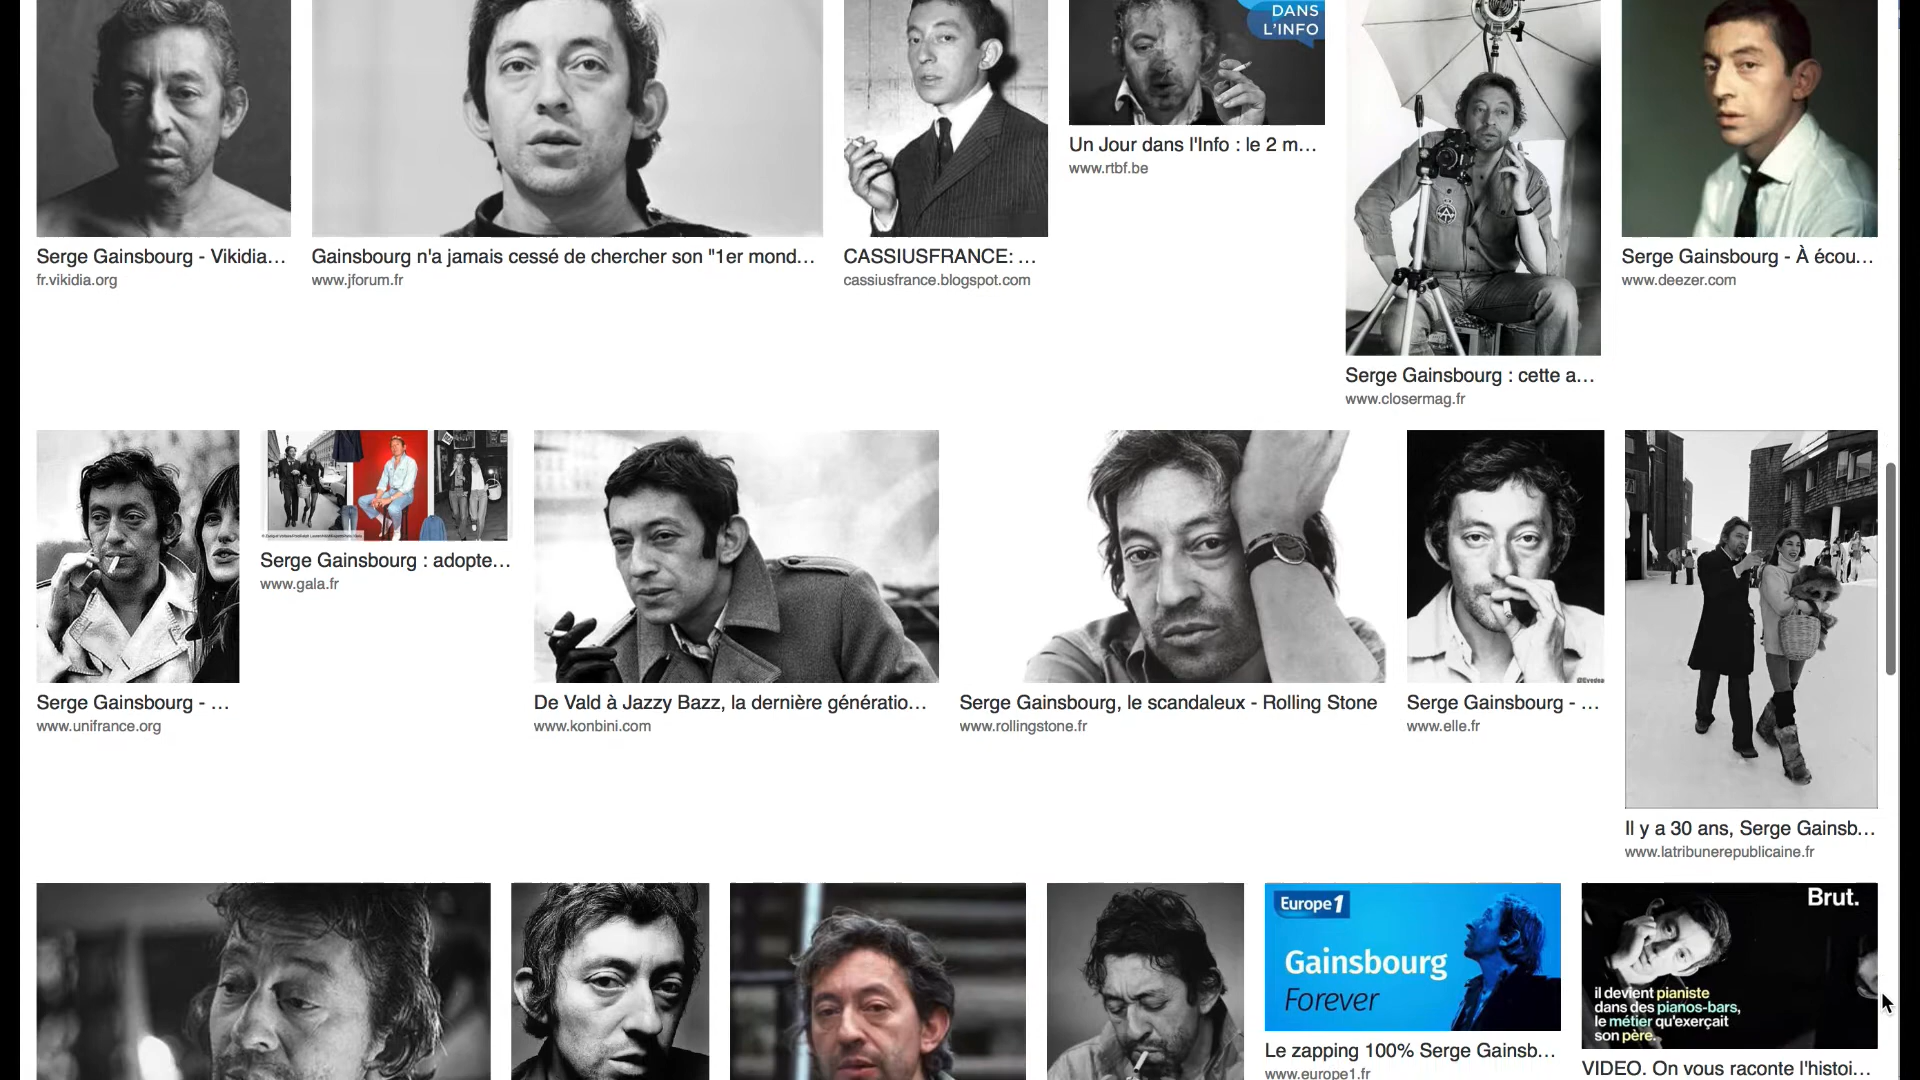 DANS
L'INFO
Un Jour dans l'Info : le 2 m...
www.rtbf.be
Serge Gainsbourg - Vikidia...
fr.vikidia.org
Gainsbourg n'a jamais cessé de chercher son "1er mond...
www.jforum.fr
CASSIUSFRANCE: ...
cassiusfrance.blogspot.com
Serge Gainsbourg : cette a...
www.closermag.fr
Serge Gainsbourg - À écou...
www.deezer.com
Serge Gainsbourg - ...
www.unifrance.org
Serge Gainsbourg : adopte...
www.gala.fr
De Vald à Jazzy Bazz, la dernière génératio...
www.konbini.com
Serge Gainsbourg, le scandaleux - Rolling Stone
www.rollingstone.fr
Serge Gainsbourg - ...
www.elle.fr
Il y a 30 ans, Serge Gainsb...
www.latribunerepublicaine.fr
Europe 1
Gainsbourg
Forever
Le zapping 100% Serge Gainsb...
www.europe1.fr
Brut.
il devient pianiste
dans des pianos-bars,
le métier qu'exerçait
son père.
VIDEO. On vous raconte l'histoi...